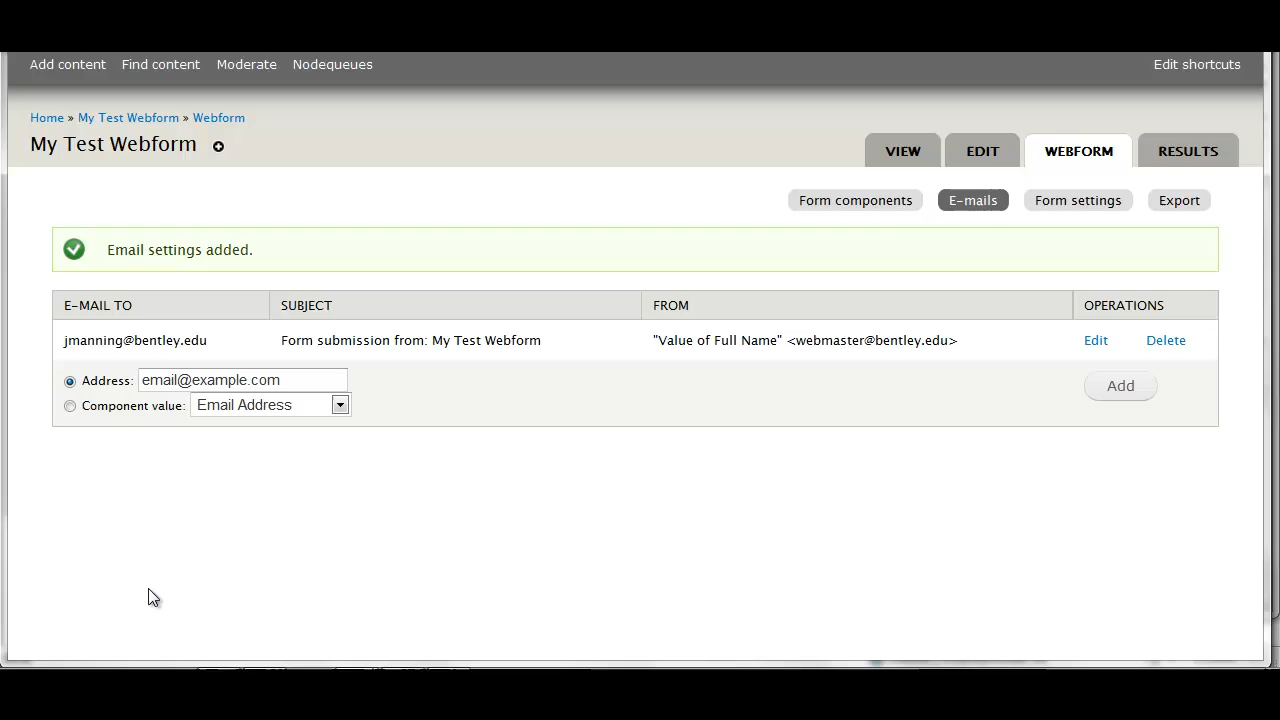 Add content Find content Moderate Nodequeues Edit shortcuts
Home » My Test Webform » Webform
My Test Webform
VIEW EDIT WEBFORM RESULTS
Form components E-mails Form settings Export
Email settings added.
E-MAIL TO SUBJECT FROM OPERATIONS
jmanning@bentley.edu Form submission from: My Test Webform "Value of Full Name" <webmaster@bentley.edu> Edit Delete
Address: email@example.com Add
Component value: Email Address